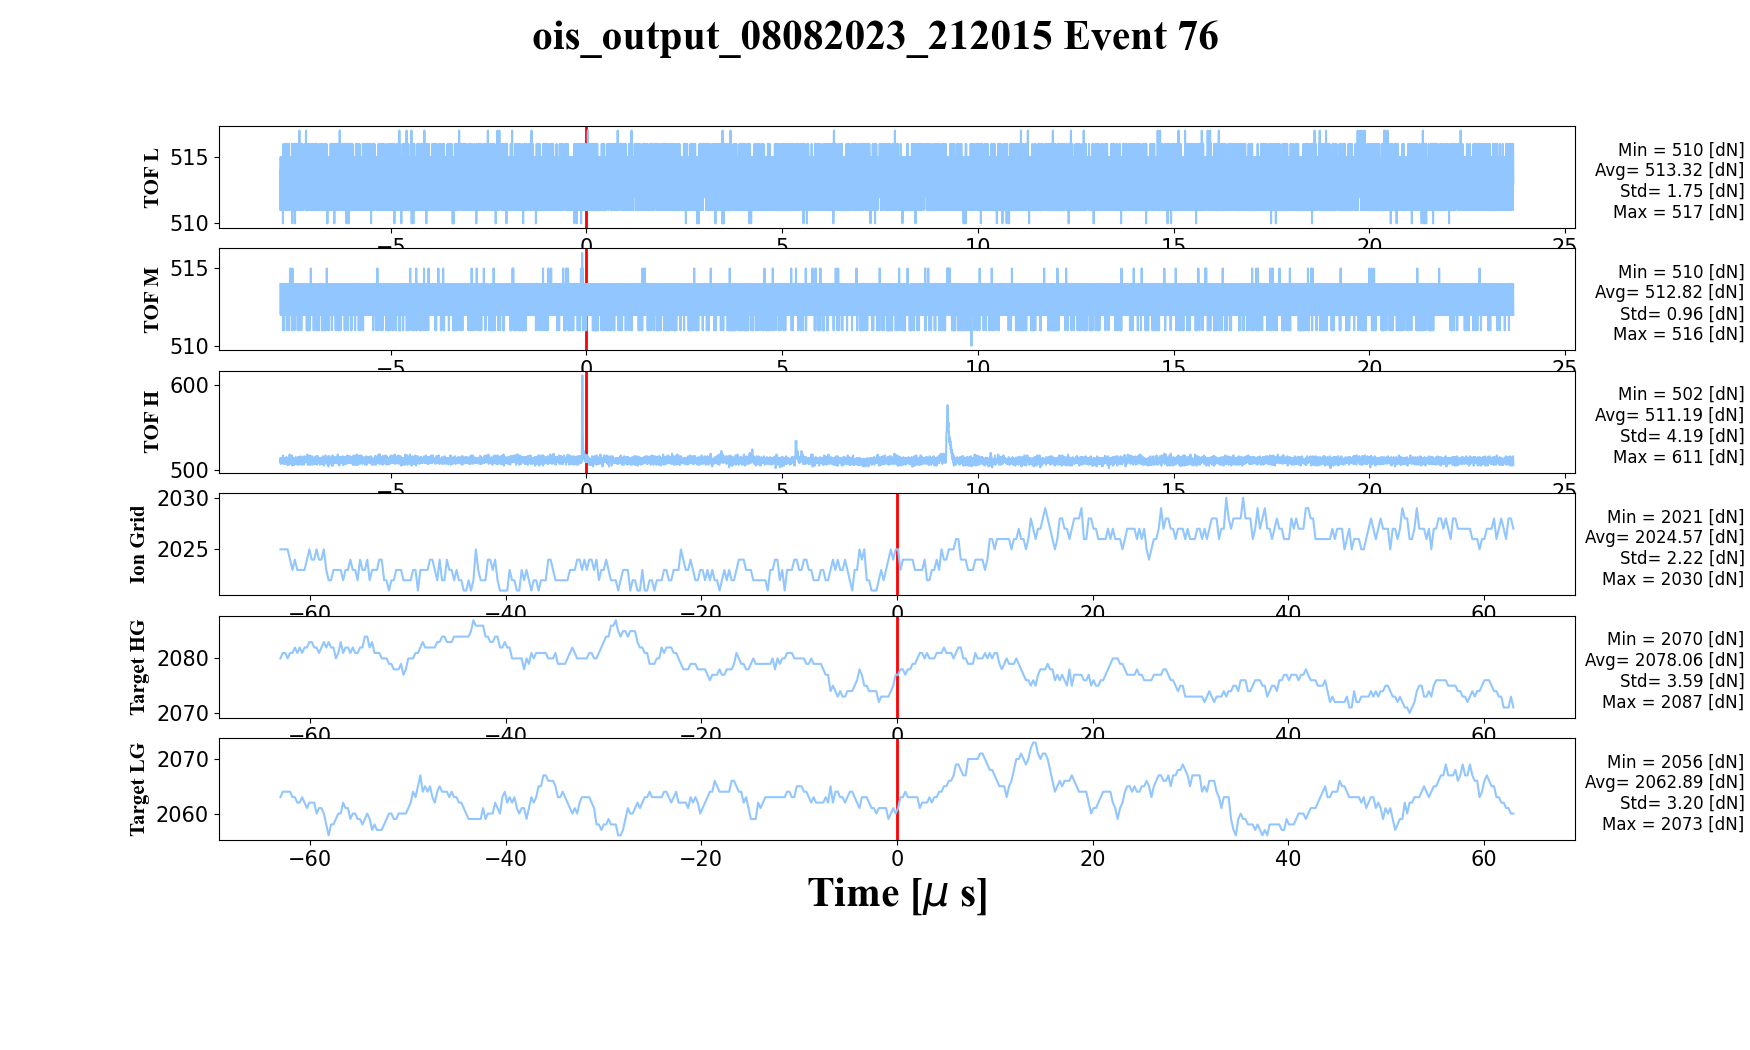 ois_output_08082023_212015 Event 76
TOF L
515
510
−5
0
5
10
15
20
25
Min = 510 [dN]
Avg= 513.32 [dN]
Std= 1.75 [dN]
Max = 517 [dN]
TOF M
515
510
−5
0
5
10
15
20
25
Min = 510 [dN]
Avg= 512.82 [dN]
Std= 0.96 [dN]
Max = 516 [dN]
TOF H
600
500
−5
0
5
10
15
20
25
Min = 502 [dN]
Avg= 511.19 [dN]
Std= 4.19 [dN]
Max = 611 [dN]
Ion Grid
2030
2025
−60
−40
−20
0
20
40
60
Min = 2021 [dN]
Avg= 2024.57 [dN]
Std= 2.22 [dN]
Max = 2030 [dN]
Target HG
2080
2070
−60
−40
−20
0
20
40
60
Min = 2070 [dN]
Avg= 2078.06 [dN]
Std= 3.59 [dN]
Max = 2087 [dN]
Target LG
2070
2060
−60
−40
−20
0
20
40
60
Min = 2056 [dN]
Avg= 2062.89 [dN]
Std= 3.20 [dN]
Max = 2073 [dN]
Time [μ s]